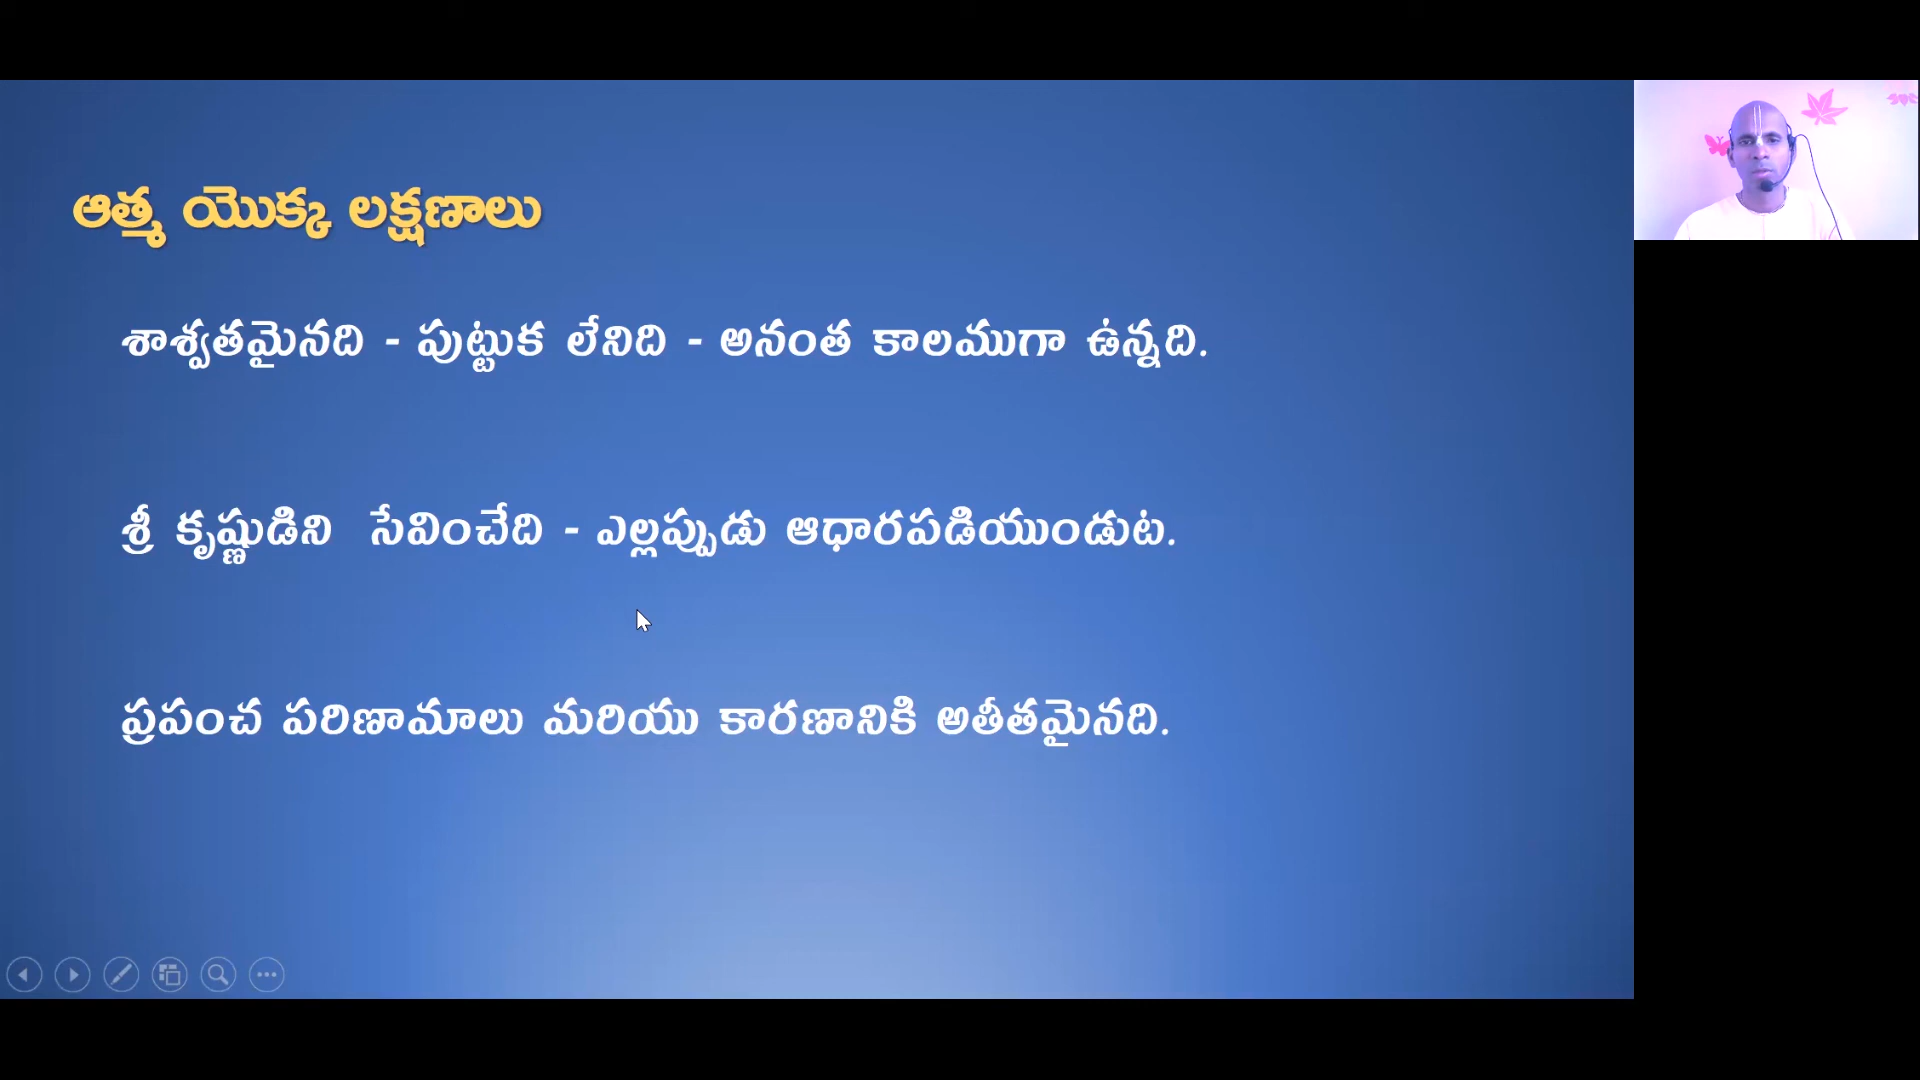 ఆత్మ యొక్క లక్షణాలు
శాశ్వతమైనది - పుట్టుక లేనిది - అనంత కాలముగా ఉన్నది.
శ్రీ కృష్ణుడిని సేవించేది - ఎల్లప్పుడు ఆధారపడియుండుట.
ప్రపంచ పరిణామాలు మరియు కారణానికి అతీతమైనది.